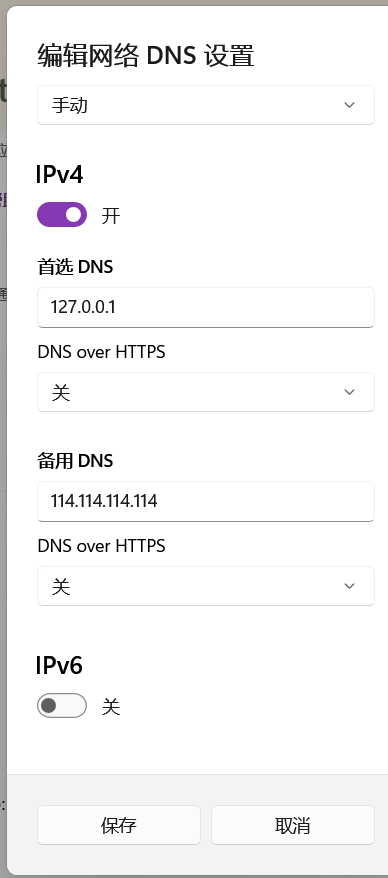 编辑网络 DNS 设置
手动
IPv4
开
首选 DNS
127.0.0.1
DNS over HTTPS
关
备用 DNS
114.114.114.114
DNS over HTTPS
关
IPv6
关
保存
取消